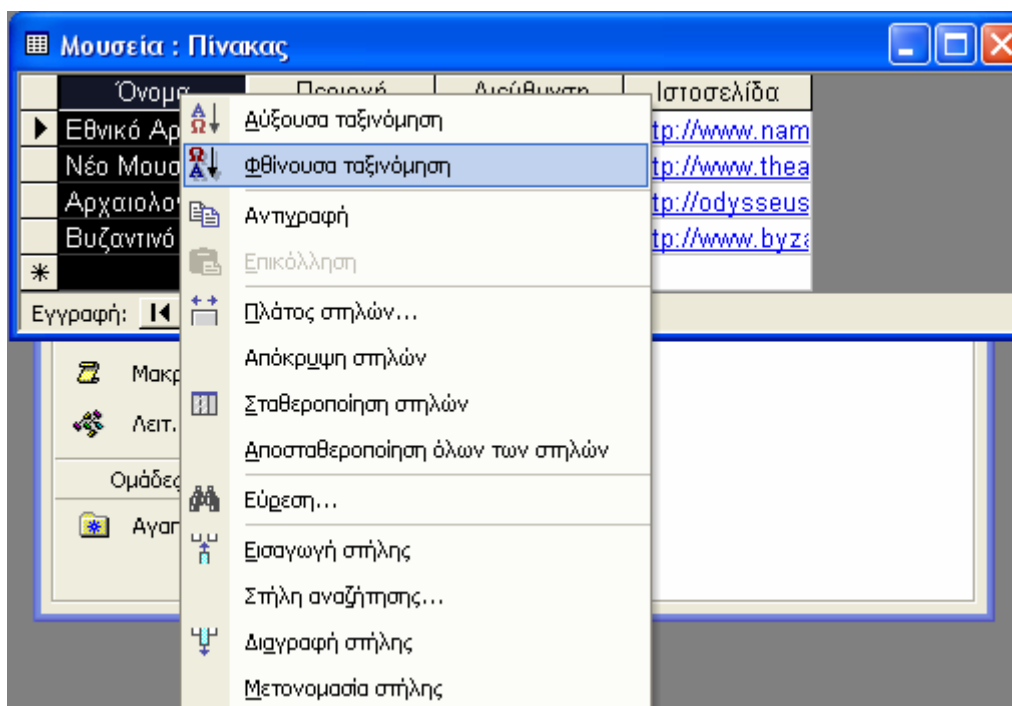 Μουσεία : Πίνακας
Όνομα Περιοχή Διεύθυνση Ιστοσελίδα
Εθνικό Αρ tp://www.nam
Νέο Μουσ tp://www.thea
Αρχαιολογ tp://odysseus
Βυζαντινό tp://www.byza
Εγγραφή:
Αύξουσα ταξινόμηση
Φθίνουσα ταξινόμηση
Αντιγραφή
Επικόλληση
Πλάτος στηλών...
Απόκρυψη στηλών
Σταθεροποίηση στηλών
Αποσταθεροποίηση όλων των στηλών
Εύρεση...
Εισαγωγή στήλης
Στήλη αναζήτησης...
Διαγραφή στήλης
Μετονομασία στήλης
Μακρ
Λειτ.
Ομάδες
Αγαπ